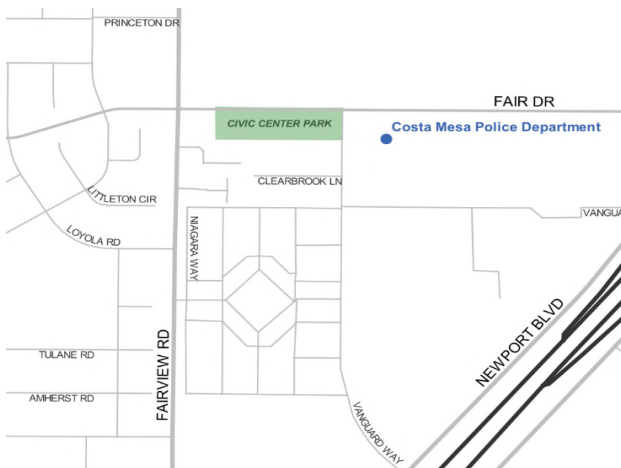 PRINCETON DR
FAIR DR
CIVIC CENTER PARK
Costa Mesa Police Department
CLEARBROOK LN
LITTLETON CIR
VANGUA
NIAGARA WAY
LOYOLA RD
NEWPORT BLVD
FAIRVIEW RD
TULANE RD
AMHERST RD
VANGUARD WAY